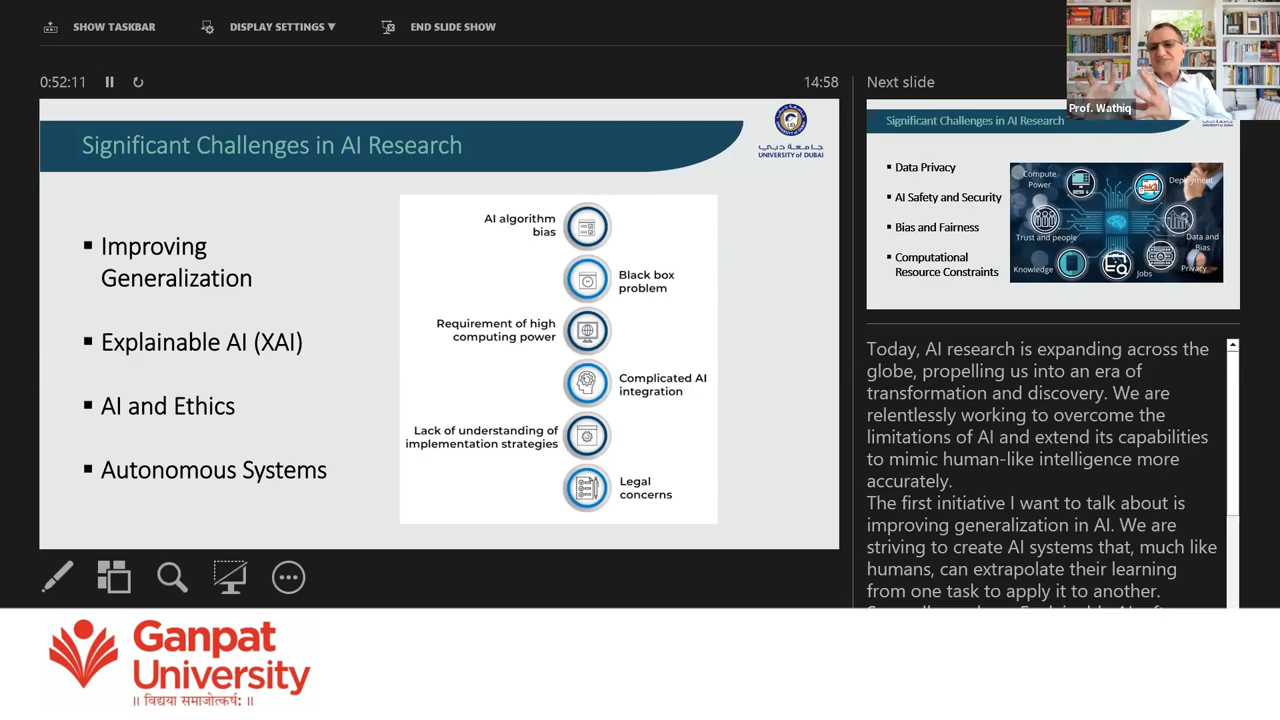 SHOW TASKBAR
DISPLAY SETTINGS ▼
END SLIDE SHOW
0:52:11
14:58
Significant Challenges in AI Research
جامعة دبي
UNIVERSITY OF DUBAI
▪ Improving
Generalization
▪ Explainable AI (XAI)
▪ AI and Ethics
▪ Autonomous Systems
AI algorithm
bias
Black box
problem
Requirement of high
computing power
Complicated AI
integration
Lack of understanding of
implementation strategies
Legal
concerns
Next slide
Prof. Wathiq
Significant Challenges in AI Research
UNIVERSITY OF DUBAI
▪ Data Privacy
▪ AI Safety and Security
▪ Bias and Fairness
▪ Computational
Resource Constraints
Compute
Power
Deployment
Trust and people
Data and
Bias
Knowledge
Jobs
Privacy
Today, AI research is expanding across the
globe, propelling us into an era of
transformation and discovery. We are
relentlessly working to overcome the
limitations of AI and extend its capabilities
to mimic human-like intelligence more
accurately.
The first initiative I want to talk about is
improving generalization in AI. We are
striving to create AI systems that, much like
humans, can extrapolate their learning
from one task to apply it to another.
Ganpat
University
॥ विद्यया समाजोत्कर्षः ॥